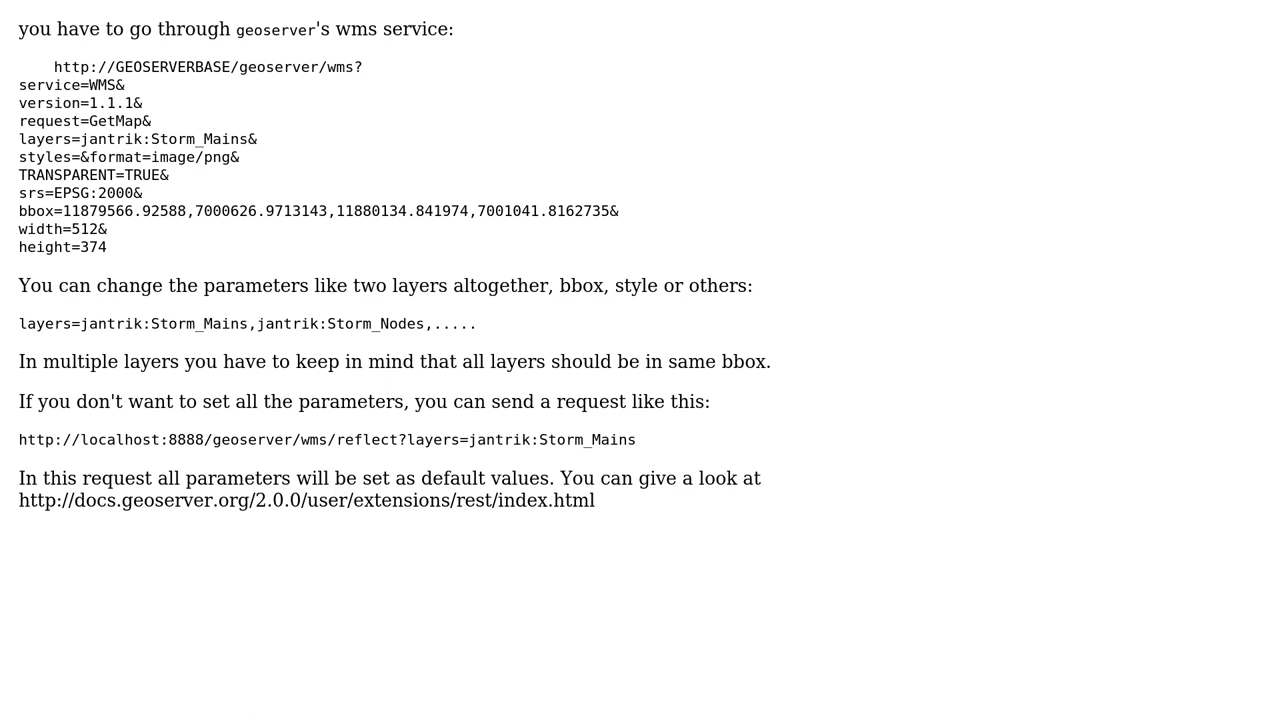 you have to go through geoserver's wms service:
http://GEOSERVERBASE/geoserver/wms?
service=WMS&
version=1.1.1&
request=GetMap&
layers=jantrik:Storm_Mains&
styles=&format=image/png&
TRANSPARENT=TRUE&
srs=EPSG:2000&
bbox=11879566.92588,7000626.9713143,11880134.841974,7001041.8162735&
width=512&
height=374
You can change the parameters like two layers altogether, bbox, style or others:
layers=jantrik:Storm_Mains,jantrik:Storm_Nodes,.....
In multiple layers you have to keep in mind that all layers should be in same bbox.
If you don't want to set all the parameters, you can send a request like this:
http://localhost:8888/geoserver/wms/reflect?layers=jantrik:Storm_Mains
In this request all parameters will be set as default values. You can give a look at
http://docs.geoserver.org/2.0.0/user/extensions/rest/index.html